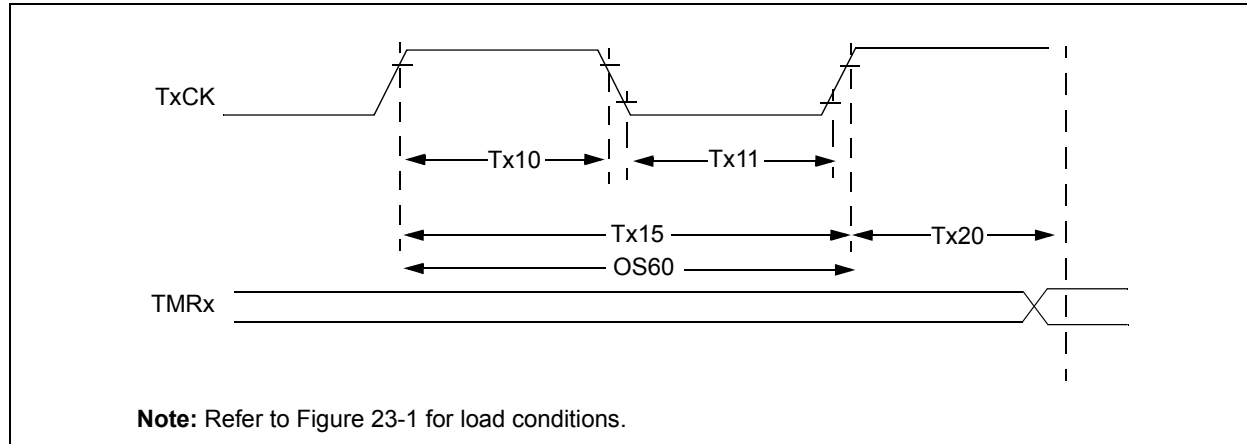 TxCK
Tx10
Tx11
Tx15
Tx20
OS60
TMRx
Note: Refer to Figure 23-1 for load conditions.